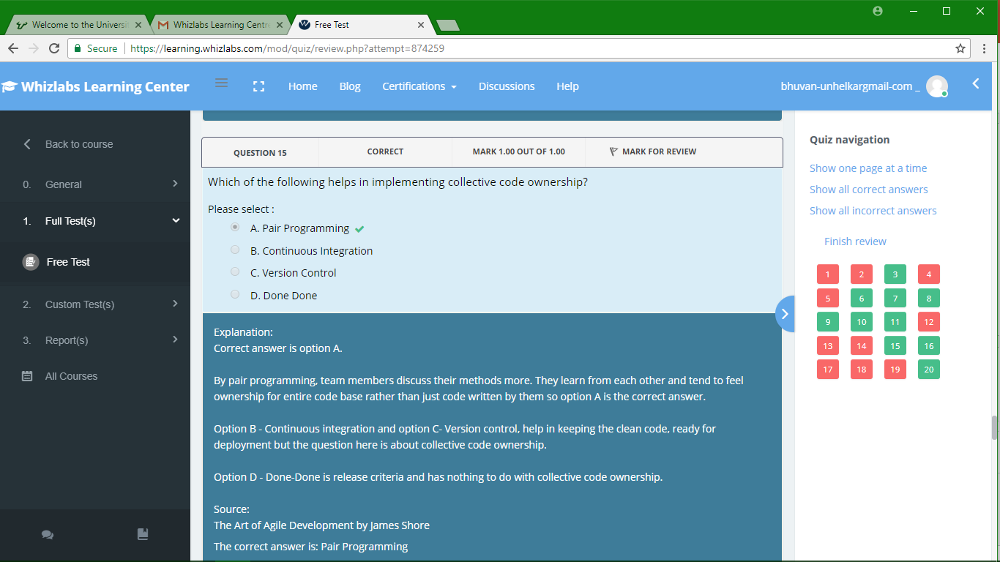 Welcome to the Universi
Whizlabs Learning Centre
Free Test
Secure
https://learning.whizlabs.com/mod/quiz/review.php?attempt=874259
Whizlabs Learning Center
Home
Blog
Certifications
Discussions
Help
bhuvan-unhelkargmail-com _
Back to course
0. General
1. Full Test(s)
Free Test
2. Custom Test(s)
3. Report(s)
All Courses
QUESTION 15
CORRECT
MARK 1.00 OUT OF 1.00
MARK FOR REVIEW
Which of the following helps in implementing collective code ownership?
Please select :
A. Pair Programming
B. Continuous Integration
C. Version Control
D. Done Done
Explanation:
Correct answer is option A.
By pair programming, team members discuss their methods more. They learn from each other and tend to feel
ownership for entire code base rather than just code written by them so option A is the correct answer.
Option B - Continuous integration and option C- Version control, help in keeping the clean code, ready for
deployment but the question here is about collective code ownership.
Option D - Done-Done is release criteria and has nothing to do with collective code ownership.
Source:
The Art of Agile Development by James Shore
The correct answer is: Pair Programming
Quiz navigation
Show one page at a time
Show all correct answers
Show all incorrect answers
Finish review
1 2 3 4
5 6 7 8
9 10 11 12
13 14 15 16
17 18 19 20